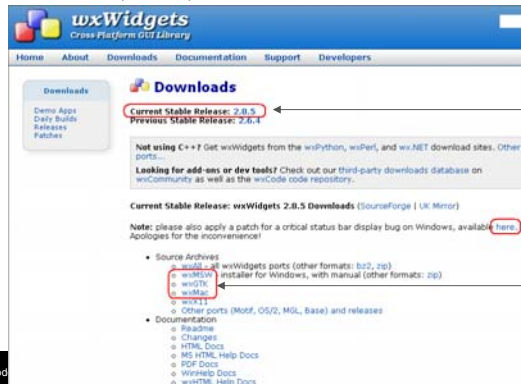 wxWidgets
Cross-Platform GUI Library
Home About Downloads Documentation Support Developers
Downloads
Demo Apps
Daily Builds
Releases
Patches
Downloads
Current Stable Release: 2.8.5
Previous Stable Release: 2.6.4
Not using C++? Get wxWidgets from the wxPython, wxPerl, and wx.NET download sites. Other
ports...
Looking for add-ons or dev tools? Check out our third-party downloads database on
wxCommunity as well as the wxCode code repository.
Current Stable Release: wxWidgets 2.8.5 Downloads (SourceForge | UK Mirror)
Note: please also apply a patch for a critical status bar display bug on Windows, available here.
Apologies for the inconvenience!
Source Archives
wxAll - all wxWidgets ports (other formats: bz2, zip)
wxMSW - installer for Windows, with manual (other formats: zip)
wxGTK
wxMac
wxX11
Other ports (Motif, OS/2, MGL, Base) and releases
Documentation
Readme
Changes
HTML Docs
MS HTML Help Docs
PDF Docs
WinHelp Docs
wxHTML Help Docs